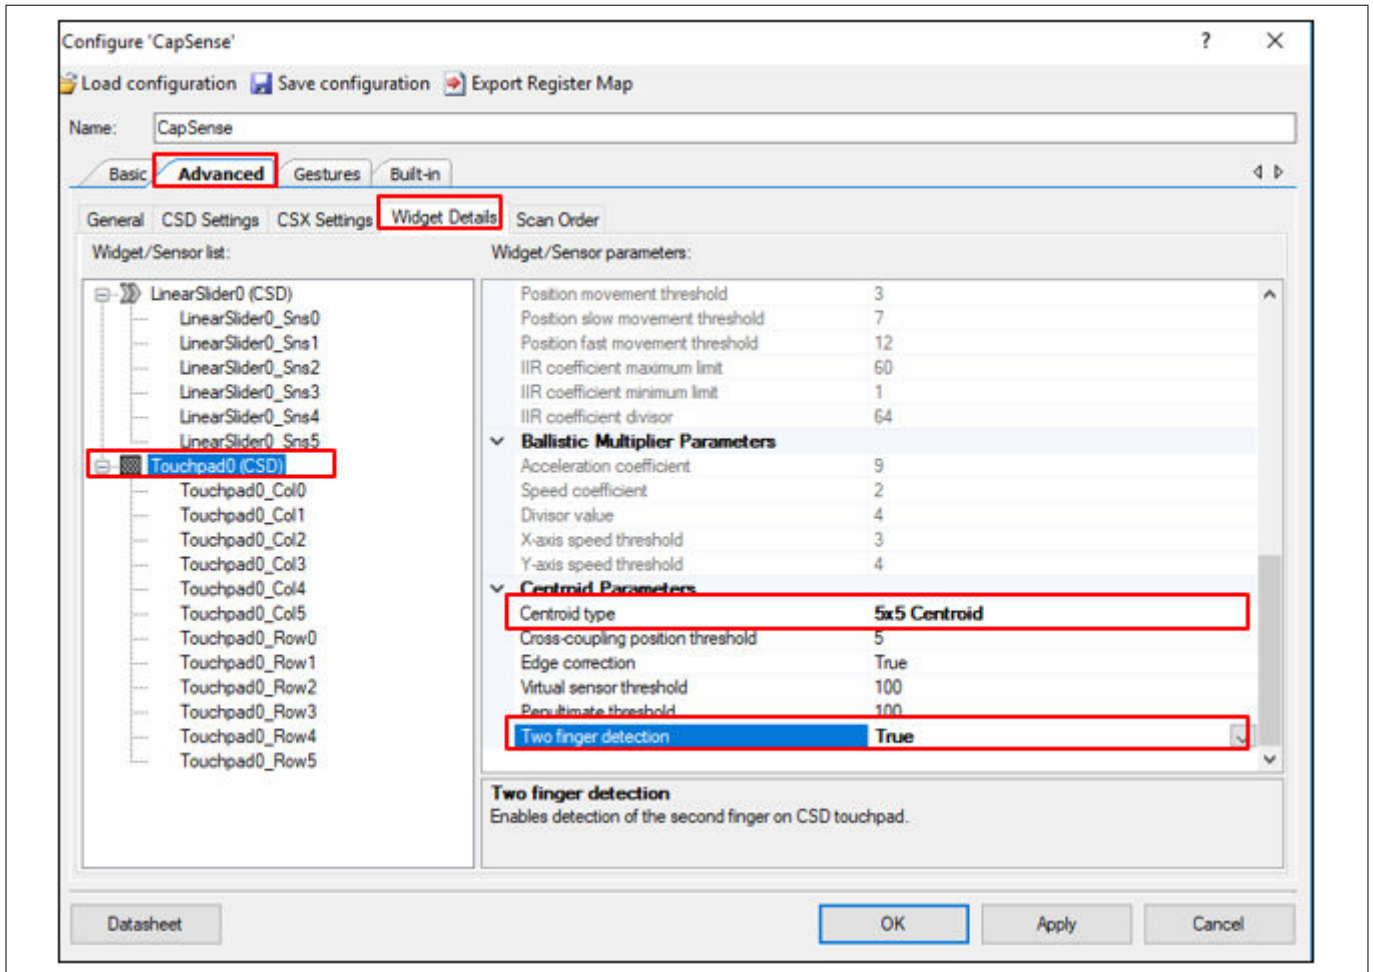 Configure 'CapSense'
?
Load configuration Save configuration Export Register Map
Name: CapSense
Basic Advanced Gestures Built-in
General CSD Settings CSX Settings Widget Details Scan Order
Widget/Sensor list:
LinearSlider0 (CSD)
LinearSlider0_Sns0
LinearSlider0_Sns1
LinearSlider0_Sns2
LinearSlider0_Sns3
LinearSlider0_Sns4
LinearSlider0_Sns5
Touchpad0 (CSD)
Touchpad0_Col0
Touchpad0_Col1
Touchpad0_Col2
Touchpad0_Col3
Touchpad0_Col4
Touchpad0_Col5
Touchpad0_Row0
Touchpad0_Row1
Touchpad0_Row2
Touchpad0_Row3
Touchpad0_Row4
Touchpad0_Row5
Widget/Sensor parameters:
Position movement threshold 3
Position slow movement threshold 7
Position fast movement threshold 12
IIR coefficient maximum limit 60
IIR coefficient minimum limit 1
IIR coefficient divisor 64
Ballistic Multiplier Parameters
Acceleration coefficient 9
Speed coefficient 2
Divisor value 4
X-axis speed threshold 3
Y-axis speed threshold 4
Centroid Parameters
Centroid type 5x5 Centroid
Cross-coupling position threshold 5
Edge correction True
Virtual sensor threshold 100
Penultimate threshold 100
Two finger detection True
Two finger detection
Enables detection of the second finger on CSD touchpad.
Datasheet OK Apply Cancel